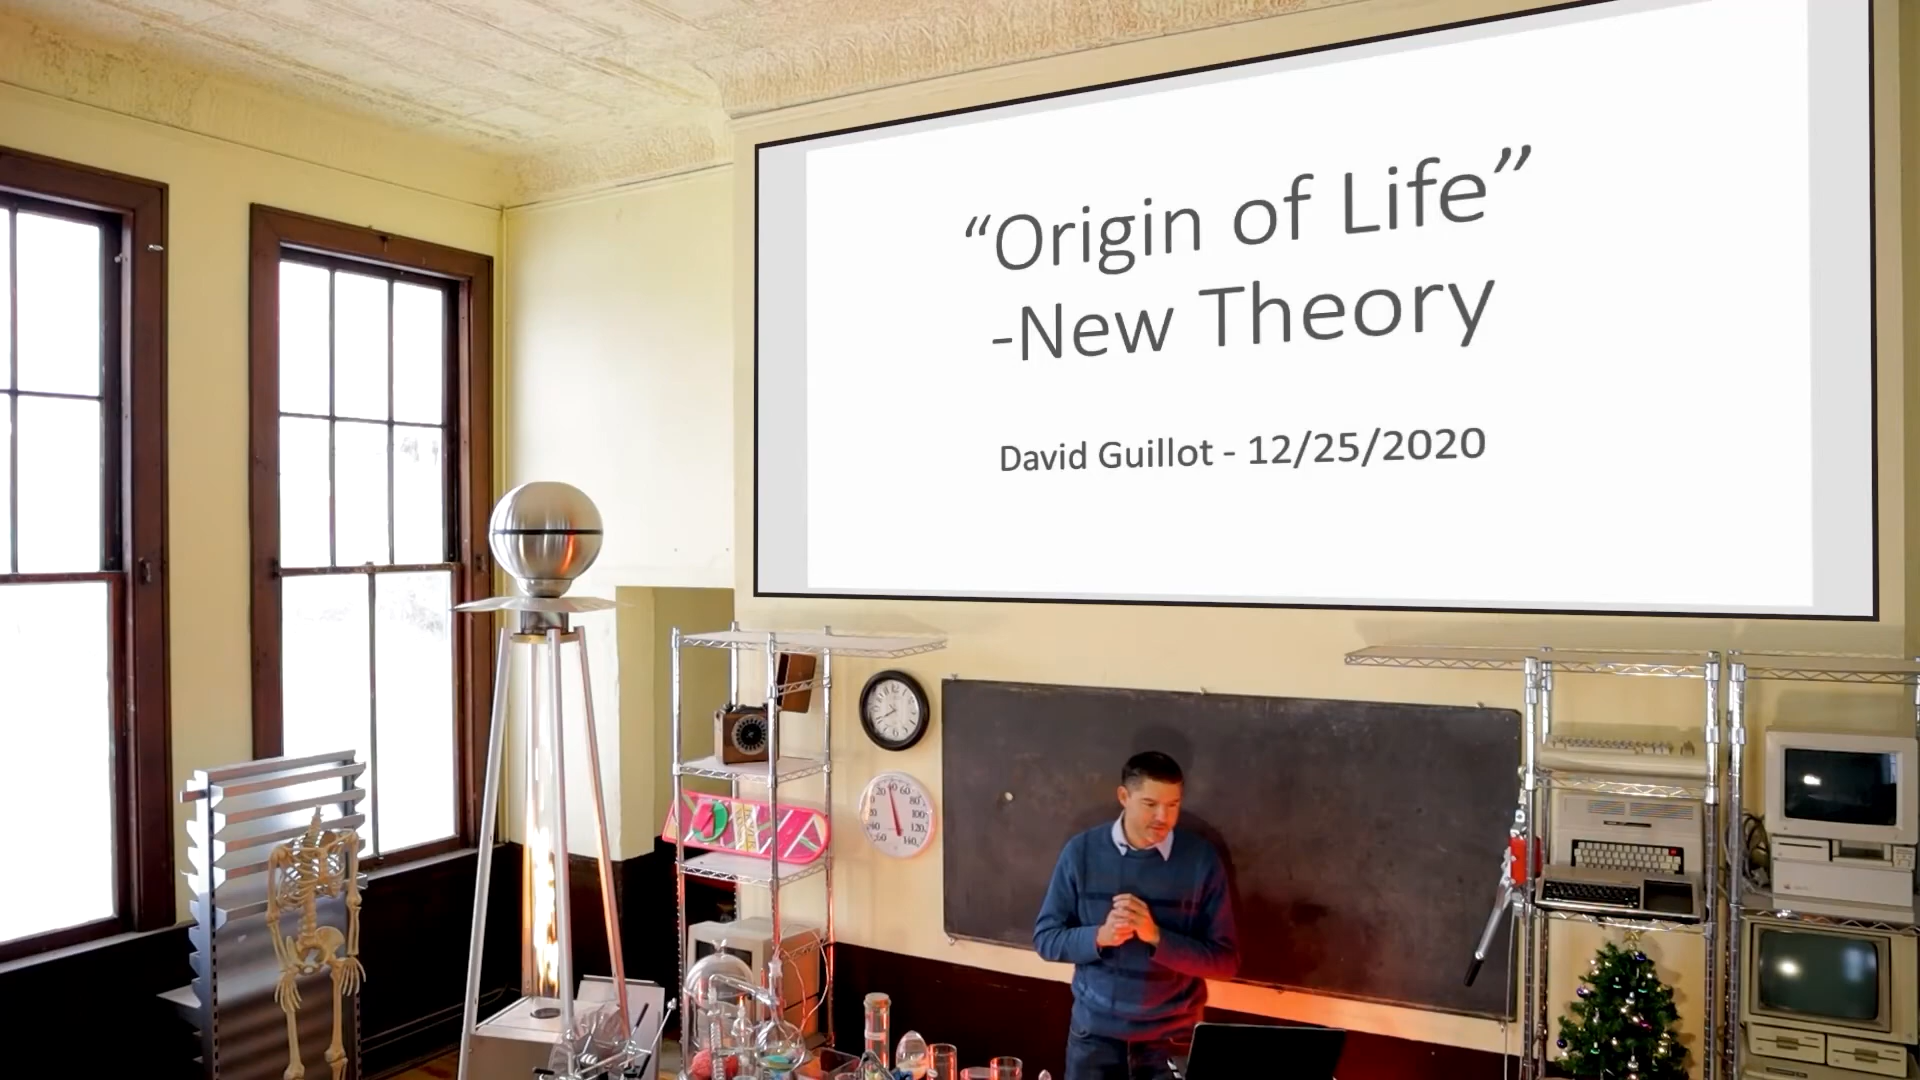 “Origin of Life”
-New Theory
David Guillot - 12/25/2020